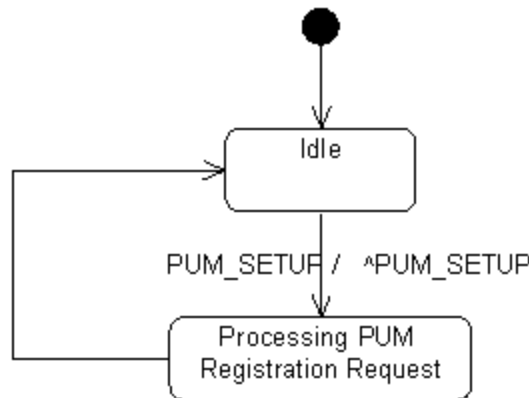 Idle
PUM_SETUP / ^PUM_SETUP
Processing PUM
Registration Request